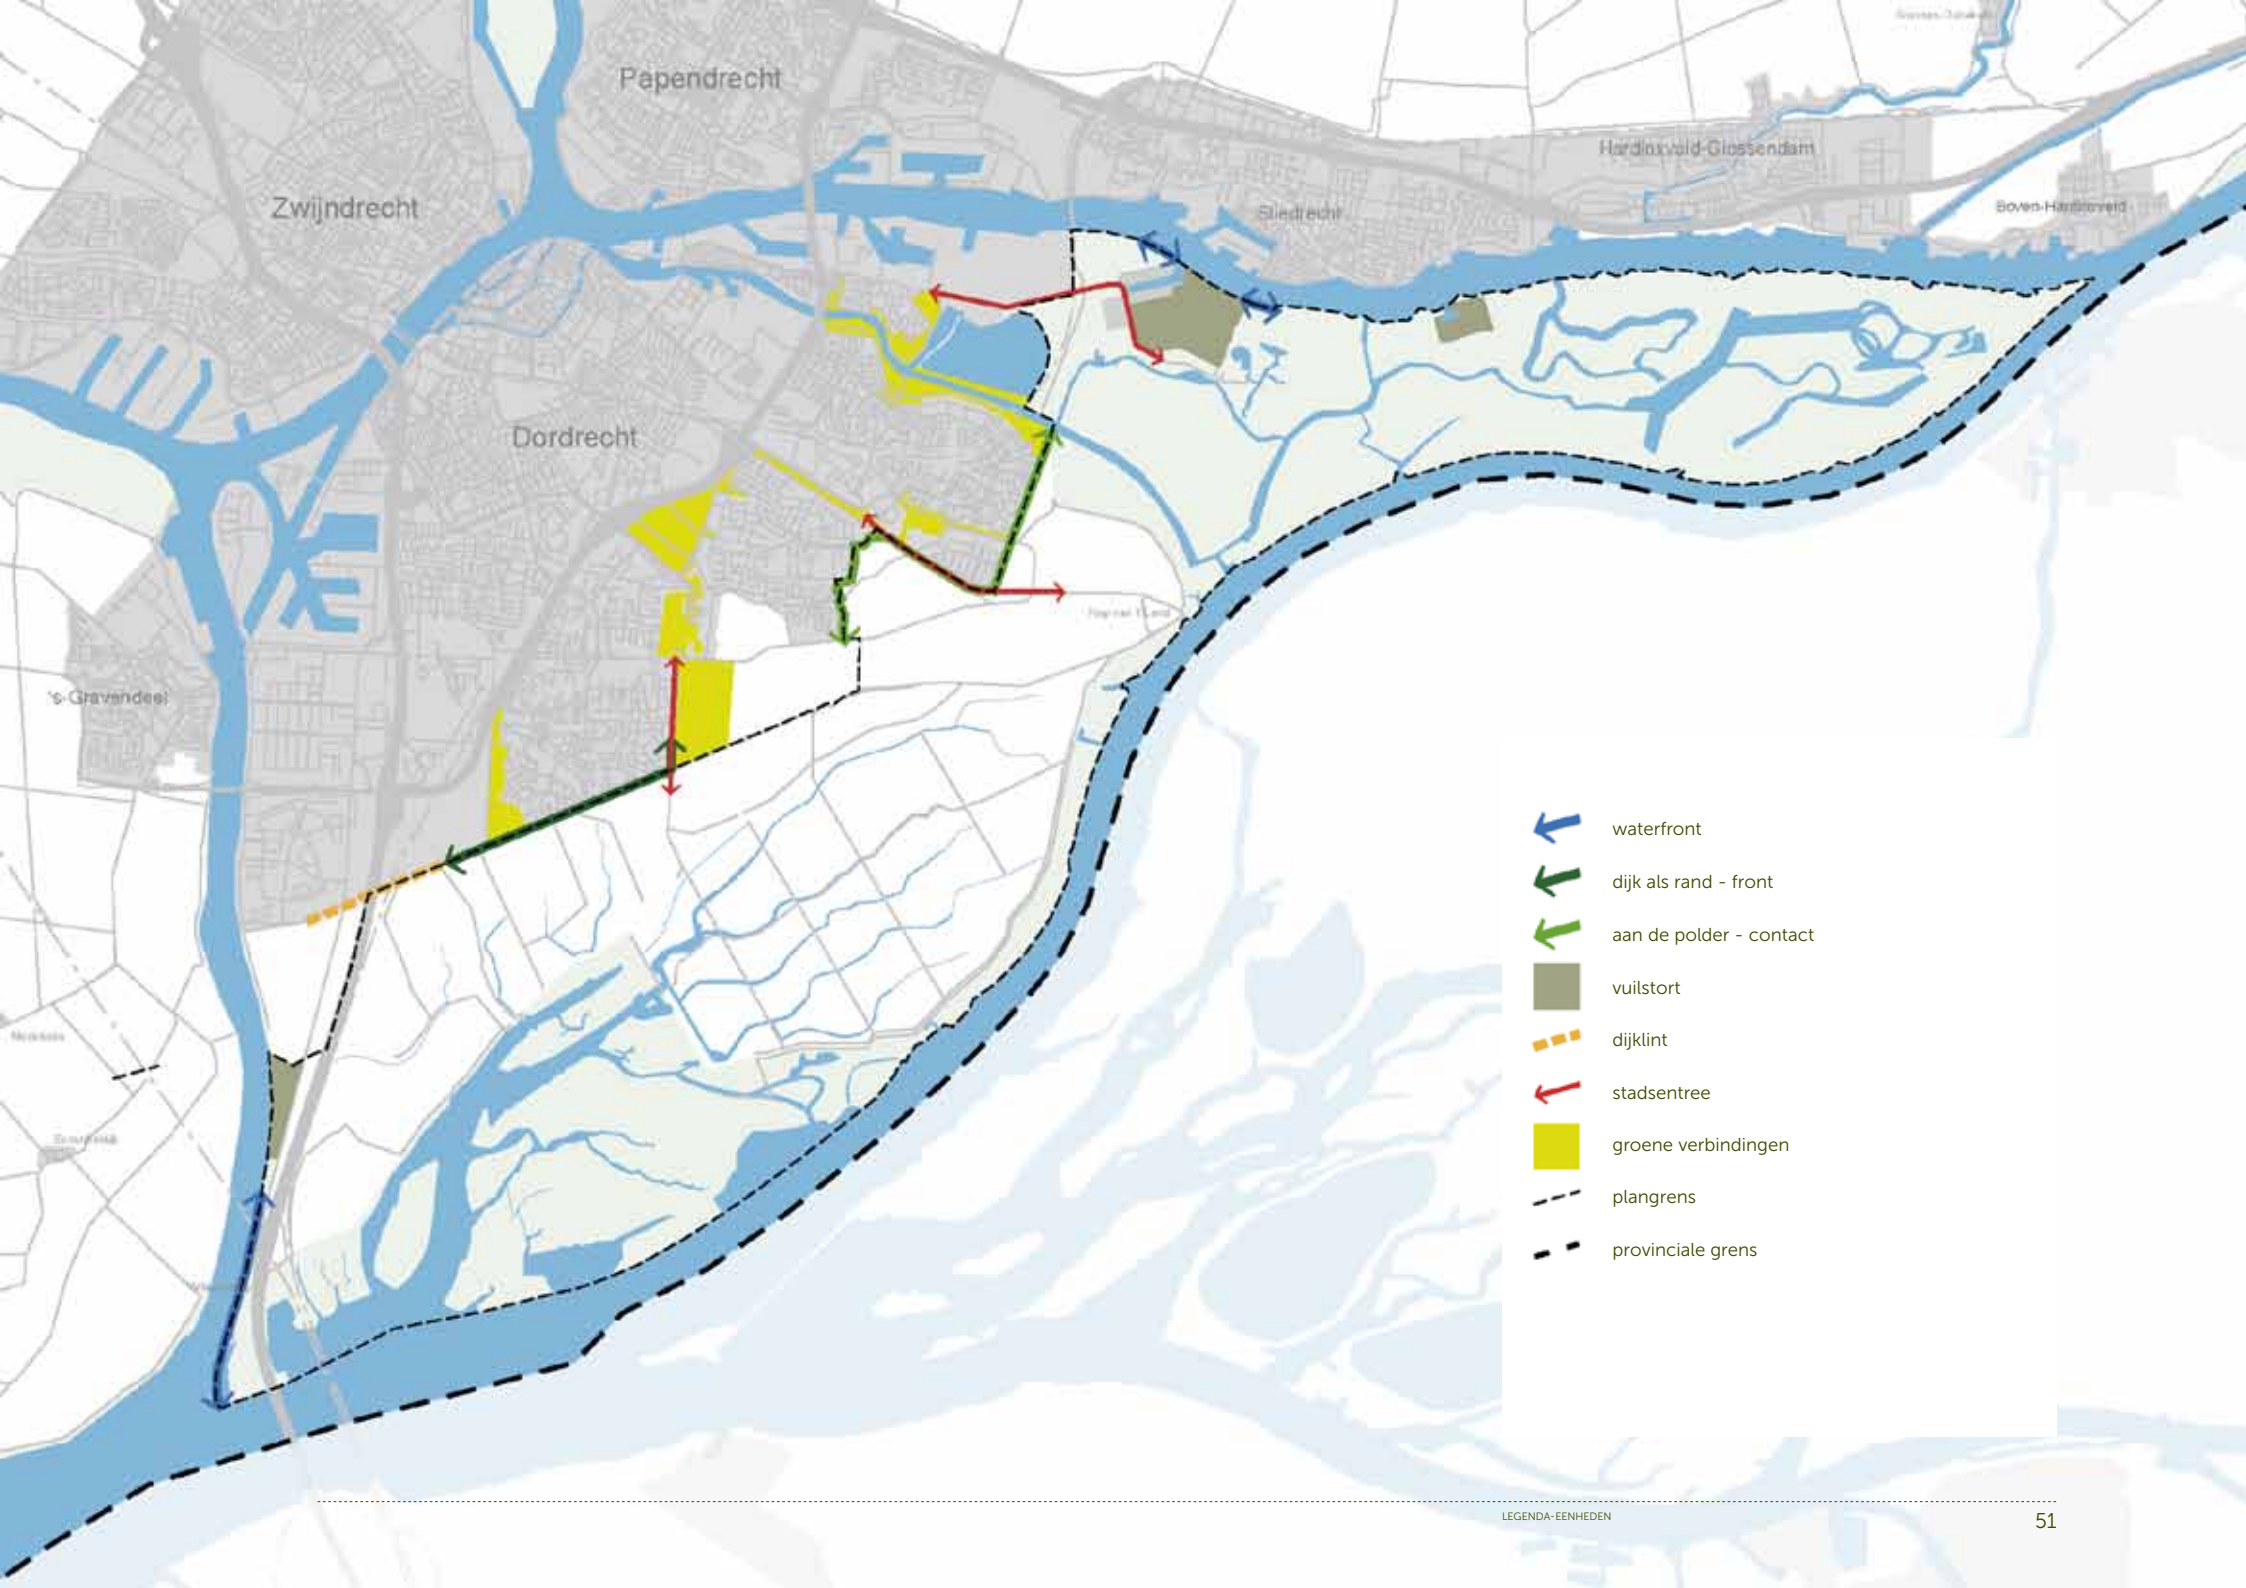 Papendrecht
Hardinxveld-Giessendam
Zwijndrecht
Sliedrecht
Boven-Hardinxveld
Dordrecht
's-Gravendeel
waterfront
dijk als rand - front
aan de polder - contact
vuilstort
dijklint
stadsentree
groene verbindingen
plangrens
provinciale grens
LEGENDA-EENHEDEN
51